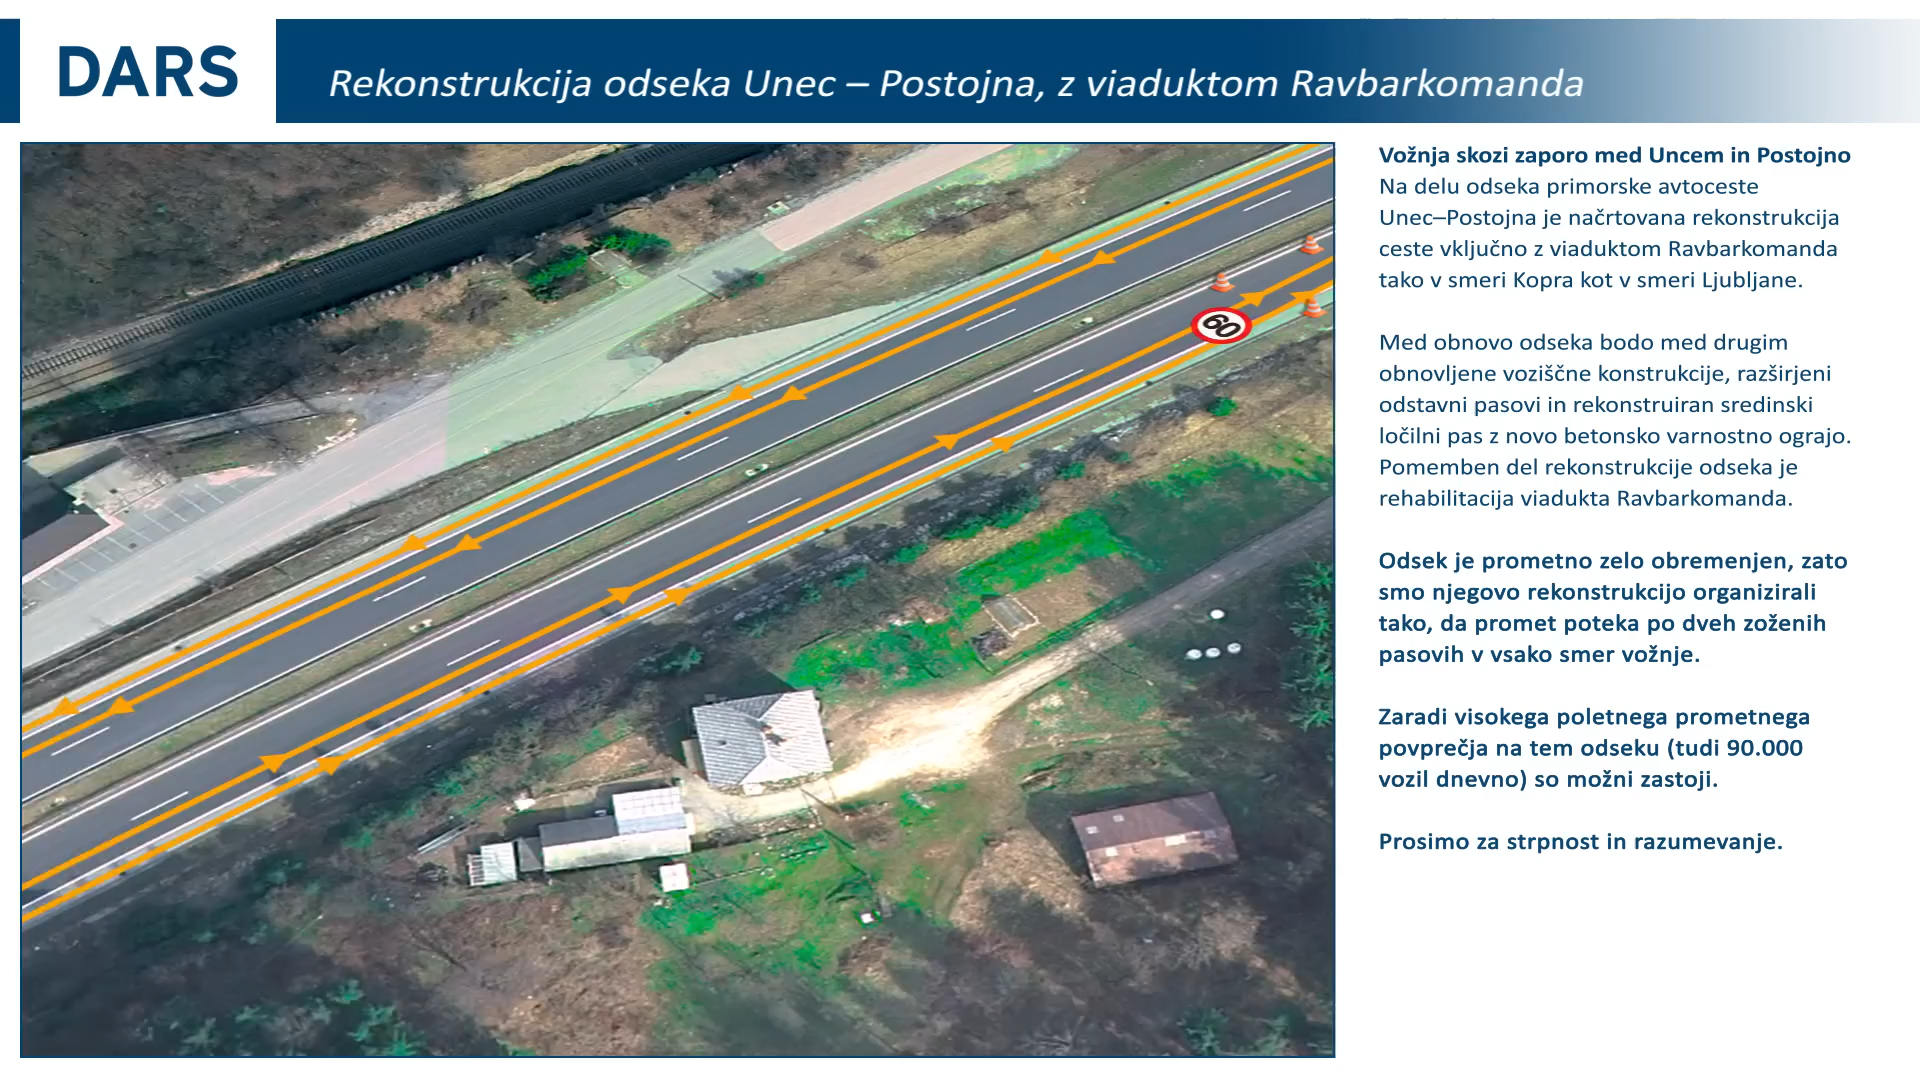 DARS
Rekonstrukcija odseka Unec – Postojna, z viaduktom Ravbarkomanda
60
Vožnja skozi zaporo med Uncem in Postojno
Na delu odseka primorske avtoceste
Unec–Postojna je načrtovana rekonstrukcija
ceste vključno z viaduktom Ravbarkomanda
tako v smeri Kopra kot v smeri Ljubljane.
Med obnovo odseka bodo med drugim
obnovljene voziščne konstrukcije, razširjeni
odstavni pasovi in rekonstruiran sredinski
ločilni pas z novo betonsko varnostno ograjo.
Pomemben del rekonstrukcije odseka je
rehabilitacija viadukta Ravbarkomanda.
Odsek je prometno zelo obremenjen, zato
smo njegovo rekonstrukcijo organizirali
tako, da promet poteka po dveh zoženih
pasovih v vsako smer vožnje.
Zaradi visokega poletnega prometnega
povprečja na tem odseku (tudi 90.000
vozil dnevno) so možni zastoji.
Prosimo za strpnost in razumevanje.